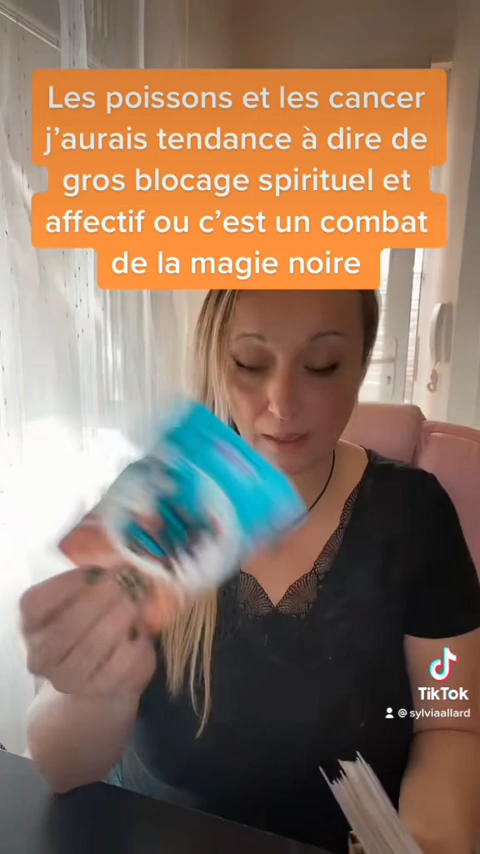 Les poissons et les cancer
j’aurais tendance à dire de
gros blocage spirituel et
affectif ou c’est un combat
de la magie noire
TikTok
@ sylviaallard